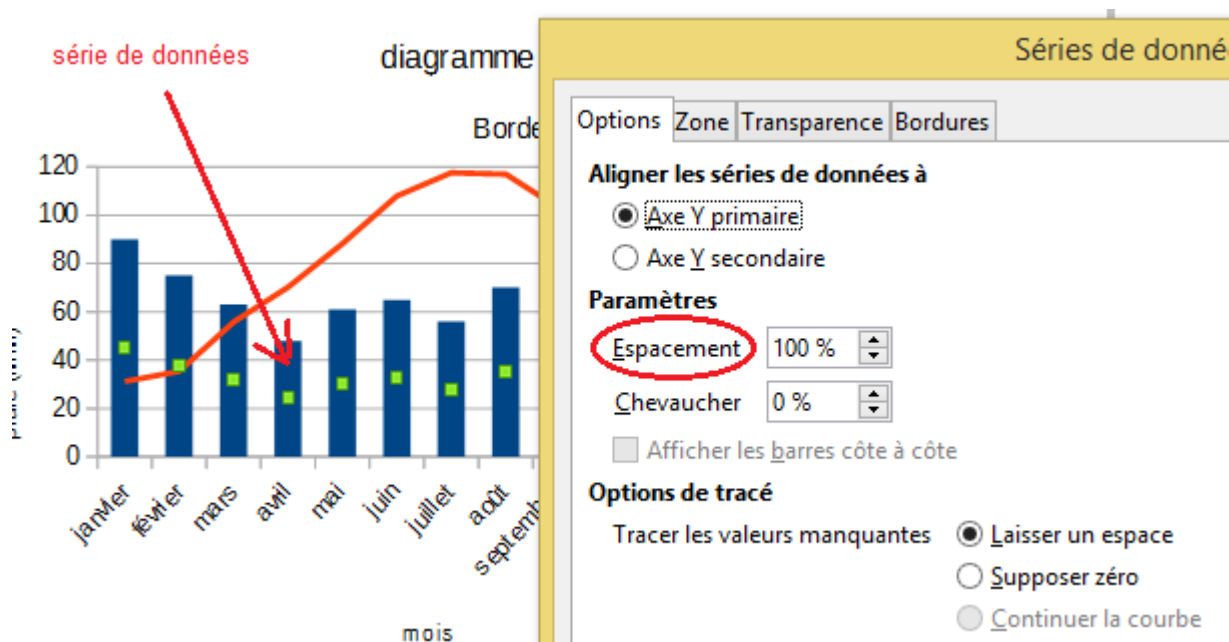 série de données
diagramme
Borde
120
100
80
60
40
20
0
janvier
février
mars
avril
mai
juin
juillet
août
septemb
mois
Séries de donné
Options Zone Transparence Bordures
Aligner les séries de données à
Axe Y primaire
Axe Y secondaire
Paramètres
Espacement 100 %
Chevaucher 0 %
Afficher les barres côte à côte
Options de tracé
Tracer les valeurs manquantes Laisser un espace
Supposer zéro
Continuer la courbe